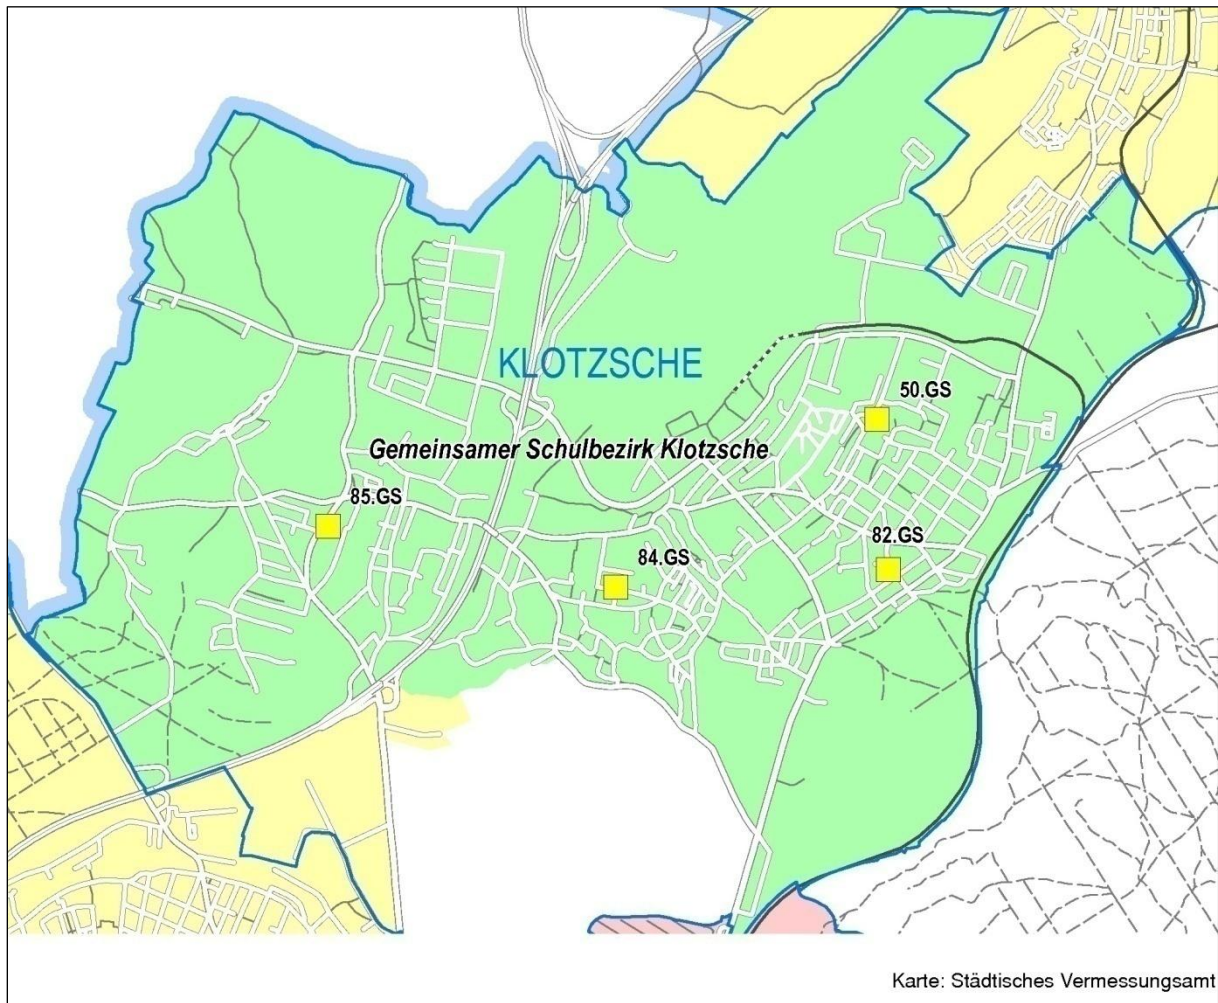 KLOTZSCHE
50.GS
Gemeinsamer Schulbezirk Klotzsche
85.GS
82.GS
84.GS
Karte: Städtisches Vermessungsamt